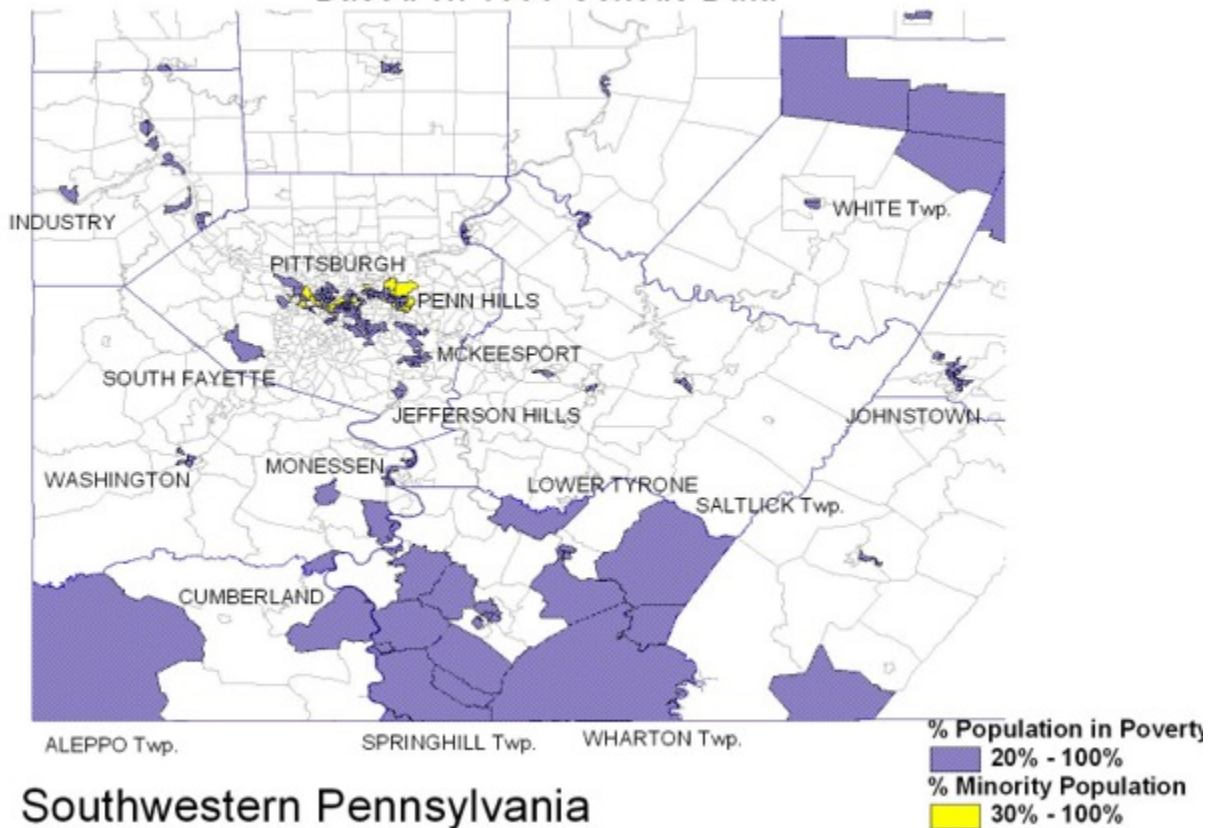 INDUSTRY
WHITE Twp.
PITTSBURGH
PENN HILLS
MCKEESPORT
SOUTH FAYETTE
JEFFERSON HILLS
JOHNSTOWN
WASHINGTON
MONESSEN
LOWER TYRONE
SALTLICK Twp.
CUMBERLAND
ALEPPO Twp.
SPRINGHILL Twp.
WHARTON Twp.
% Population in Poverty
20% - 100%
% Minority Population
30% - 100%
Southwestern Pennsylvania